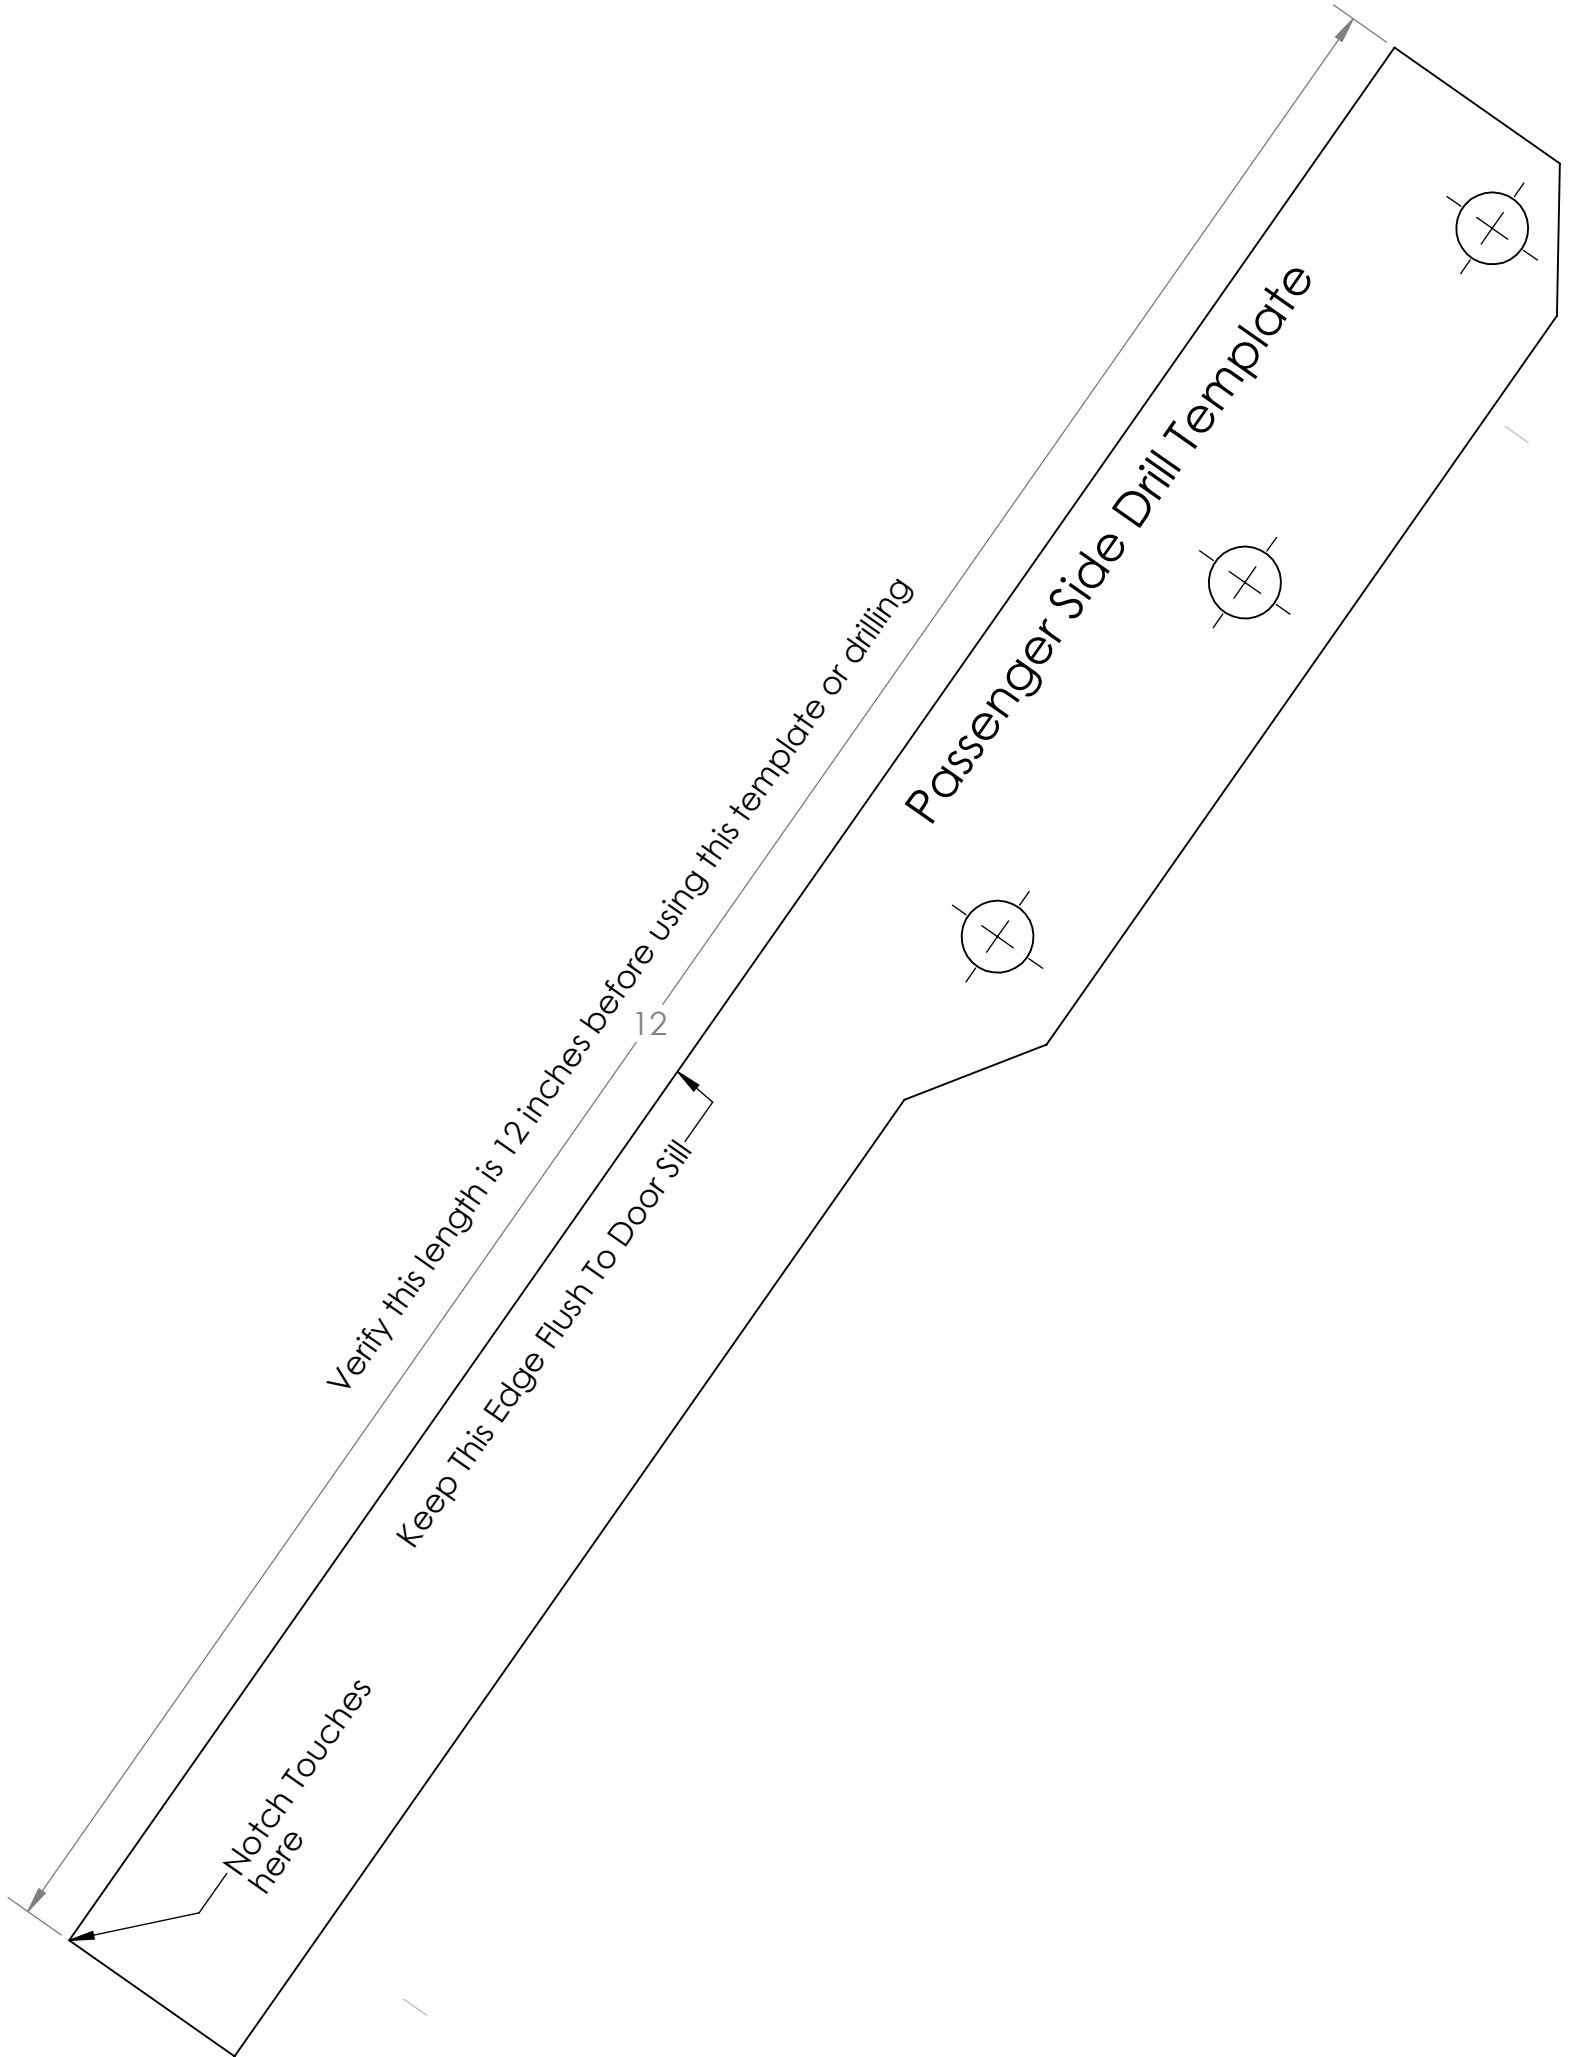 Verify this length is 12 inches before using this template or drilling
12
Passenger Side Drill Template
Keep This Edge Flush To Door Sill
Notch Touches
here